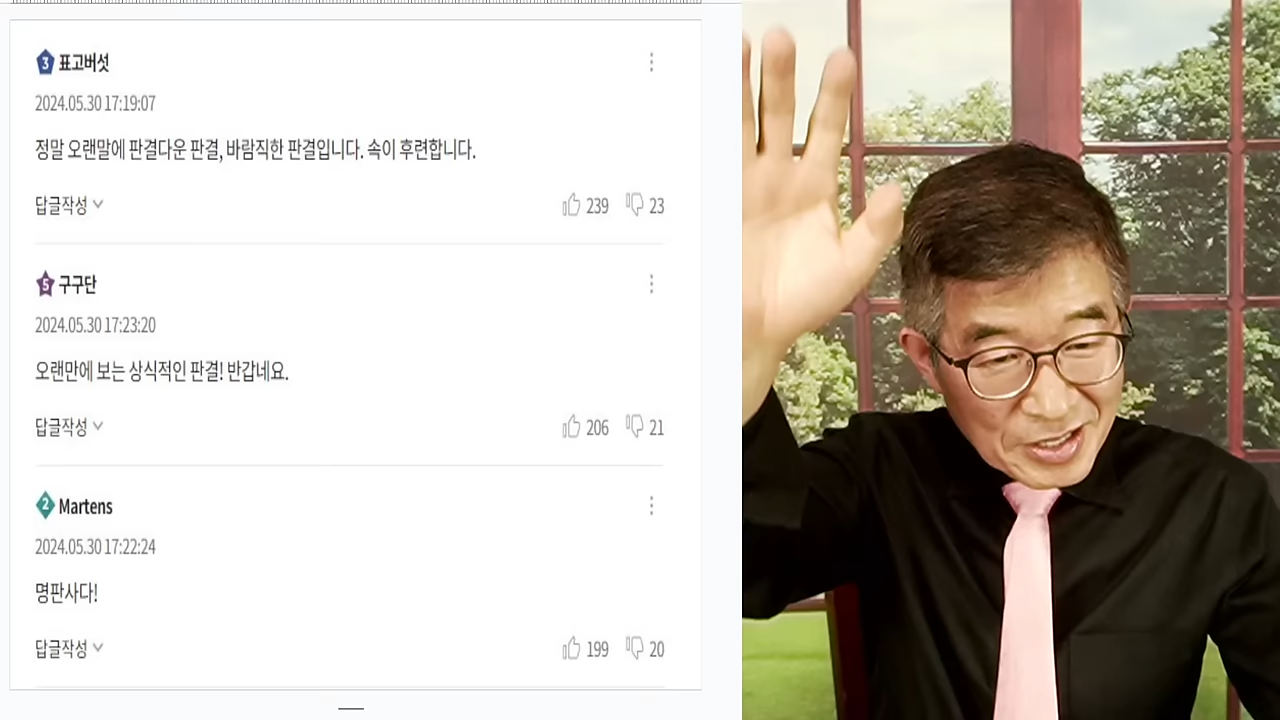 3 표고버섯
2024.05.30 17:19:07
정말 오랜말에 판결다운 판결, 바람직한 판결입니다. 속이 후련합니다.
답글작성
239 23
5 구구단
2024.05.30 17:23:20
오랜만에 보는 상식적인 판결! 반갑네요.
답글작성
206 21
2 Martens
2024.05.30 17:22:24
명판사다!
답글작성
199 20